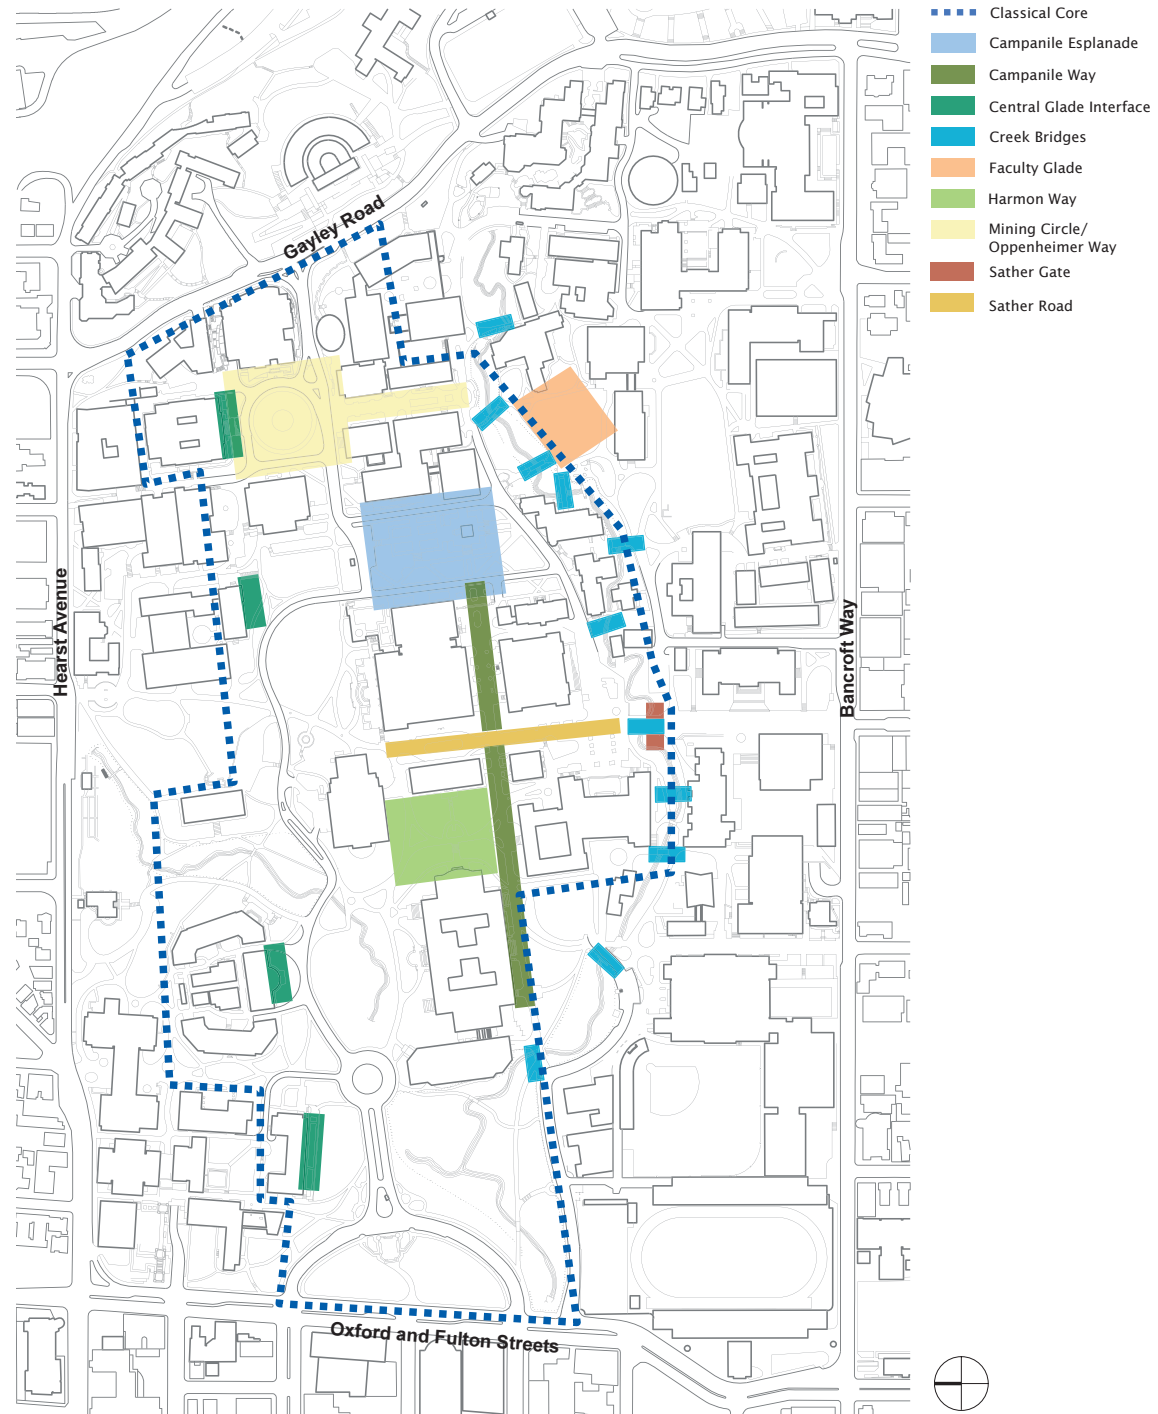 Classical Core
Campanile Esplanade
Campanile Way
Central Glade Interface
Creek Bridges
Faculty Glade
Harmon Way
Mining Circle/
Oppenheimer Way
Sather Gate
Sather Road
Gayley Road
Hearst Avenue
Bancroft Way
Oxford and Fulton Streets